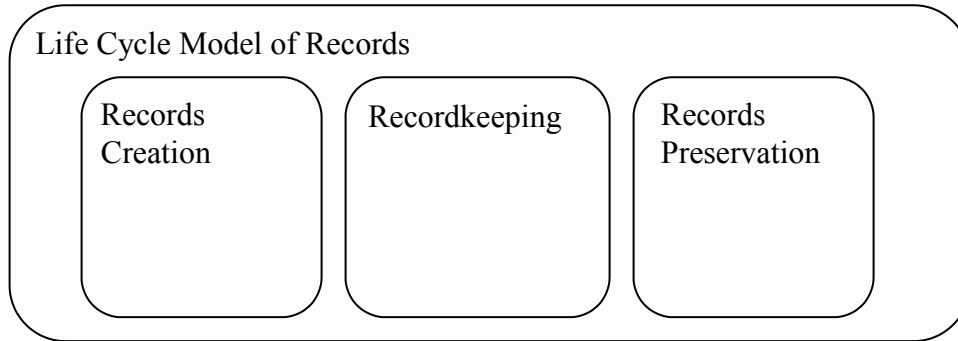 Life Cycle Model of Records
Records
Creation
Recordkeeping
Records
Preservation